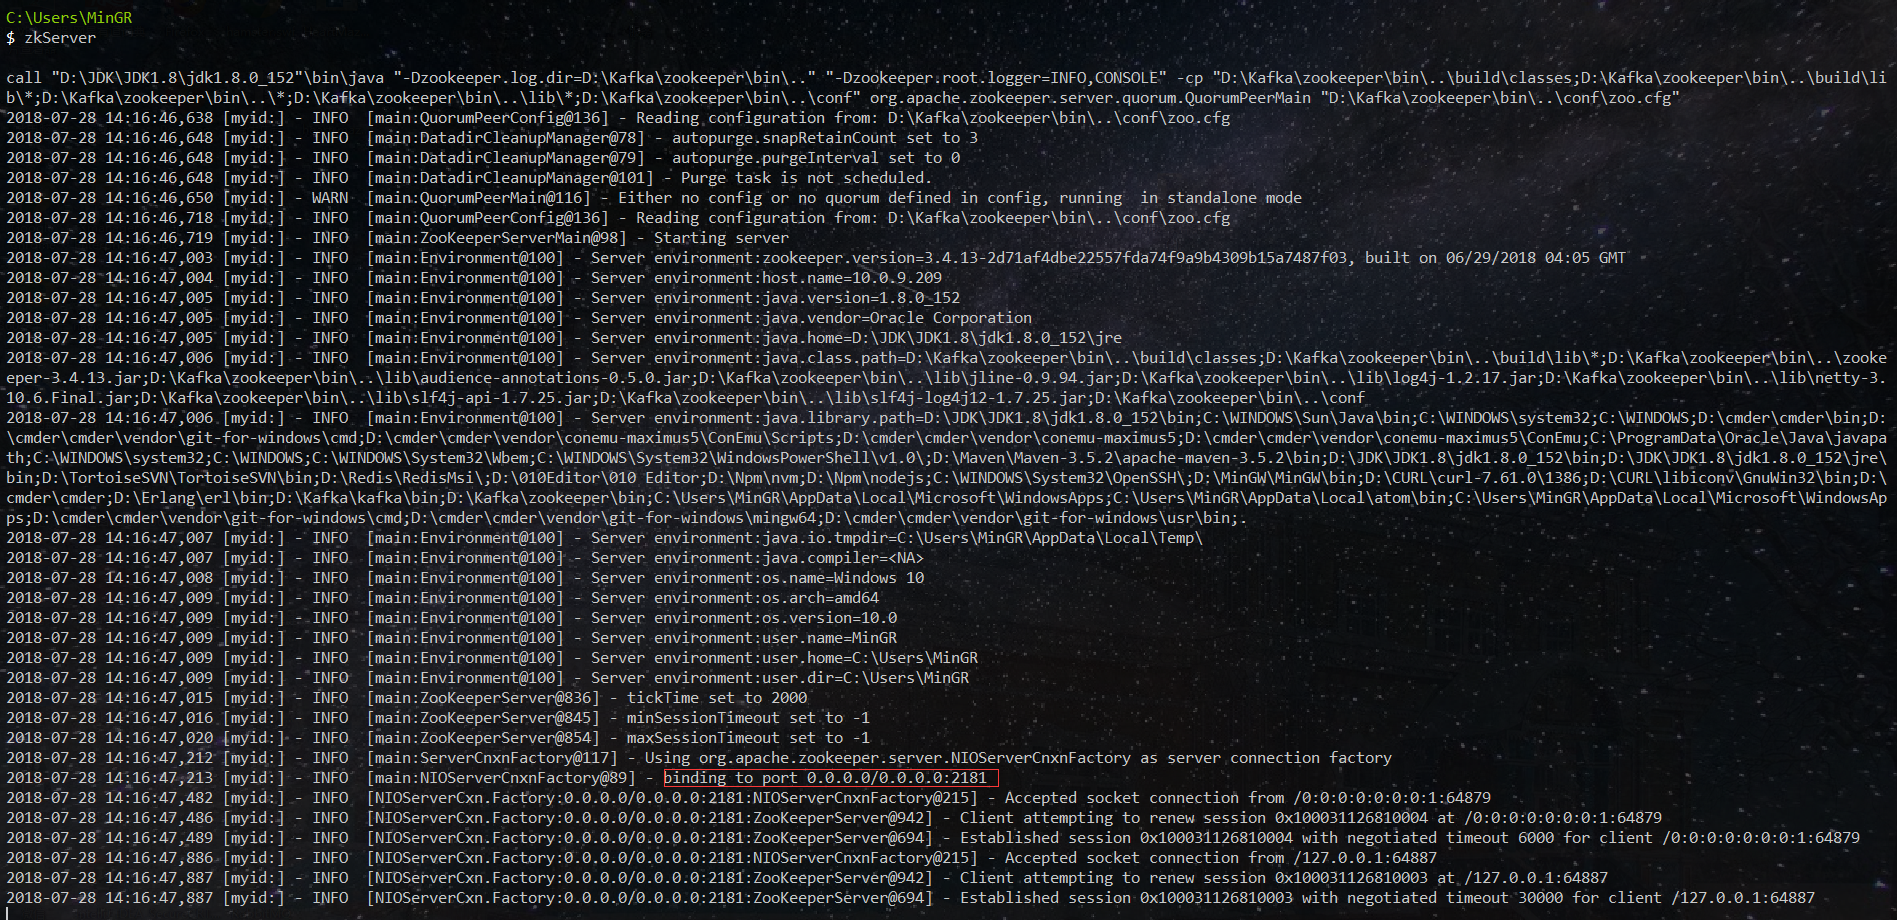 C:\Users\MinGR
$ zkServer
call "D:\JDK\JDK1.8\jdk1.8.0_152"\bin\java "-Dzookeeper.log.dir=D:\Kafka\zookeeper\bin\.." "-Dzookeeper.root.logger=INFO,CONSOLE" -cp "D:\Kafka\zookeeper\bin\..\build\classes;D:\Kafka\zookeeper\bin\..\build\li
b\*;D:\Kafka\zookeeper\bin\..\*;D:\Kafka\zookeeper\bin\..\lib\*;D:\Kafka\zookeeper\bin\..\conf" org.apache.zookeeper.server.quorum.QuorumPeerMain "D:\Kafka\zookeeper\bin\..\conf\zoo.cfg"
2018-07-28 14:16:46,638 [myid:] - INFO  [main:QuorumPeerConfig@136] - Reading configuration from: D:\Kafka\zookeeper\bin\..\conf\zoo.cfg
2018-07-28 14:16:46,648 [myid:] - INFO  [main:DatadirCleanupManager@78] - autopurge.snapRetainCount set to 3
2018-07-28 14:16:46,648 [myid:] - INFO  [main:DatadirCleanupManager@79] - autopurge.purgeInterval set to 0
2018-07-28 14:16:46,648 [myid:] - INFO  [main:DatadirCleanupManager@101] - Purge task is not scheduled.
2018-07-28 14:16:46,650 [myid:] - WARN  [main:QuorumPeerMain@116] - Either no config or no quorum defined in config, running  in standalone mode
2018-07-28 14:16:46,718 [myid:] - INFO  [main:QuorumPeerConfig@136] - Reading configuration from: D:\Kafka\zookeeper\bin\..\conf\zoo.cfg
2018-07-28 14:16:46,719 [myid:] - INFO  [main:ZooKeeperServerMain@98] - Starting server
2018-07-28 14:16:47,003 [myid:] - INFO  [main:Environment@100] - Server environment:zookeeper.version=3.4.13-2d71af4dbe22557fda74f9a9b4309b15a7487f03, built on 06/29/2018 04:05 GMT
2018-07-28 14:16:47,004 [myid:] - INFO  [main:Environment@100] - Server environment:host.name=10.0.9.209
2018-07-28 14:16:47,005 [myid:] - INFO  [main:Environment@100] - Server environment:java.version=1.8.0_152
2018-07-28 14:16:47,005 [myid:] - INFO  [main:Environment@100] - Server environment:java.vendor=Oracle Corporation
2018-07-28 14:16:47,005 [myid:] - INFO  [main:Environment@100] - Server environment:java.home=D:\JDK\JDK1.8\jdk1.8.0_152\jre
2018-07-28 14:16:47,006 [myid:] - INFO  [main:Environment@100] - Server environment:java.class.path=D:\Kafka\zookeeper\bin\..\build\classes;D:\Kafka\zookeeper\bin\..\build\lib\*;D:\Kafka\zookeeper\bin\..\zooke
eper-3.4.13.jar;D:\Kafka\zookeeper\bin\..\lib\audience-annotations-0.5.0.jar;D:\Kafka\zookeeper\bin\..\lib\jline-0.9.94.jar;D:\Kafka\zookeeper\bin\..\lib\log4j-1.2.17.jar;D:\Kafka\zookeeper\bin\..\lib\netty-3.
10.6.Final.jar;D:\Kafka\zookeeper\bin\..\lib\slf4j-api-1.7.25.jar;D:\Kafka\zookeeper\bin\..\lib\slf4j-log4j12-1.7.25.jar;D:\Kafka\zookeeper\bin\..\conf
2018-07-28 14:16:47,006 [myid:] - INFO  [main:Environment@100] - Server environment:java.library.path=D:\JDK\JDK1.8\jdk1.8.0_152\bin;C:\WINDOWS\Sun\Java\bin;C:\WINDOWS\system32;C:\WINDOWS;D:\cmder\cmder\bin;D:
\cmder\cmder\vendor\git-for-windows\cmd;D:\cmder\cmder\vendor\conemu-maximus5\ConEmu\Scripts;D:\cmder\cmder\vendor\conemu-maximus5;D:\cmder\cmder\vendor\conemu-maximus5\ConEmu;C:\ProgramData\Oracle\Java\javapa
th;C:\WINDOWS\system32;C:\WINDOWS;C:\WINDOWS\System32\Wbem;C:\WINDOWS\System32\WindowsPowerShell\v1.0\;D:\Maven\Maven-3.5.2\apache-maven-3.5.2\bin;D:\JDK\JDK1.8\jdk1.8.0_152\bin;D:\JDK\JDK1.8\jdk1.8.0_152\jre\
bin;D:\TortoiseSVN\TortoiseSVN\bin;D:\Redis\RedisMsi\;D:\010Editor\010 Editor;D:\Npm\nvm;D:\Npm\nodejs;C:\WINDOWS\System32\OpenSSH\;D:\MinGW\MinGW\bin;D:\CURL\curl-7.61.0\I386;D:\CURL\libiconv\GnuWin32\bin;D:\
cmder\cmder;D:\Erlang\erl\bin;D:\Kafka\kafka\bin;D:\Kafka\zookeeper\bin;C:\Users\MinGR\AppData\Local\Microsoft\WindowsApps;C:\Users\MinGR\AppData\Local\atom\bin;C:\Users\MinGR\AppData\Local\Microsoft\WindowsAp
ps;D:\cmder\cmder\vendor\git-for-windows\cmd;D:\cmder\cmder\vendor\git-for-windows\mingw64;D:\cmder\cmder\vendor\git-for-windows\usr\bin;.
2018-07-28 14:16:47,007 [myid:] - INFO  [main:Environment@100] - Server environment:java.io.tmpdir=C:\Users\MinGR\AppData\Local\Temp\
2018-07-28 14:16:47,007 [myid:] - INFO  [main:Environment@100] - Server environment:java.compiler=<NA>
2018-07-28 14:16:47,008 [myid:] - INFO  [main:Environment@100] - Server environment:os.name=Windows 10
2018-07-28 14:16:47,009 [myid:] - INFO  [main:Environment@100] - Server environment:os.arch=amd64
2018-07-28 14:16:47,009 [myid:] - INFO  [main:Environment@100] - Server environment:os.version=10.0
2018-07-28 14:16:47,009 [myid:] - INFO  [main:Environment@100] - Server environment:user.name=MinGR
2018-07-28 14:16:47,009 [myid:] - INFO  [main:Environment@100] - Server environment:user.home=C:\Users\MinGR
2018-07-28 14:16:47,009 [myid:] - INFO  [main:Environment@100] - Server environment:user.dir=C:\Users\MinGR
2018-07-28 14:16:47,015 [myid:] - INFO  [main:ZooKeeperServer@836] - tickTime set to 2000
2018-07-28 14:16:47,016 [myid:] - INFO  [main:ZooKeeperServer@845] - minSessionTimeout set to -1
2018-07-28 14:16:47,020 [myid:] - INFO  [main:ZooKeeperServer@854] - maxSessionTimeout set to -1
2018-07-28 14:16:47,212 [myid:] - INFO  [main:ServerCnxnFactory@117] - Using org.apache.zookeeper.server.NIOServerCnxnFactory as server connection factory
2018-07-28 14:16:47,213 [myid:] - INFO  [main:NIOServerCnxnFactory@89] - binding to port 0.0.0.0/0.0.0.0:2181
2018-07-28 14:16:47,482 [myid:] - INFO  [NIOServerCxn.Factory:0.0.0.0/0.0.0.0:2181:NIOServerCnxnFactory@215] - Accepted socket connection from /0:0:0:0:0:0:0:1:64879
2018-07-28 14:16:47,486 [myid:] - INFO  [NIOServerCxn.Factory:0.0.0.0/0.0.0.0:2181:ZooKeeperServer@942] - Client attempting to renew session 0x100031126810004 at /0:0:0:0:0:0:0:1:64879
2018-07-28 14:16:47,489 [myid:] - INFO  [NIOServerCxn.Factory:0.0.0.0/0.0.0.0:2181:ZooKeeperServer@694] - Established session 0x100031126810004 with negotiated timeout 6000 for client /0:0:0:0:0:0:0:1:64879
2018-07-28 14:16:47,886 [myid:] - INFO  [NIOServerCxn.Factory:0.0.0.0/0.0.0.0:2181:NIOServerCnxnFactory@215] - Accepted socket connection from /127.0.0.1:64887
2018-07-28 14:16:47,887 [myid:] - INFO  [NIOServerCxn.Factory:0.0.0.0/0.0.0.0:2181:ZooKeeperServer@942] - Client attempting to renew session 0x100031126810003 at /127.0.0.1:64887
2018-07-28 14:16:47,887 [myid:] - INFO  [NIOServerCxn.Factory:0.0.0.0/0.0.0.0:2181:ZooKeeperServer@694] - Established session 0x100031126810003 with negotiated timeout 30000 for client /127.0.0.1:64887